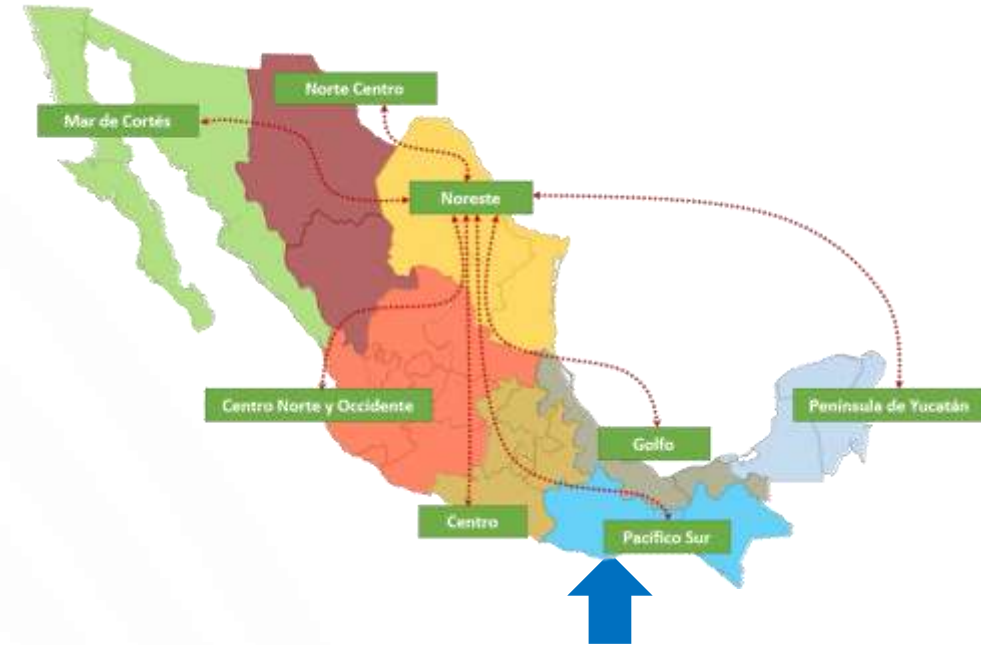 Norte Centro
Mar de Cortés
Noreste
Centro Norte y Occidente
Península de Yucatán
Golfo
Centro
Pacífico Sur